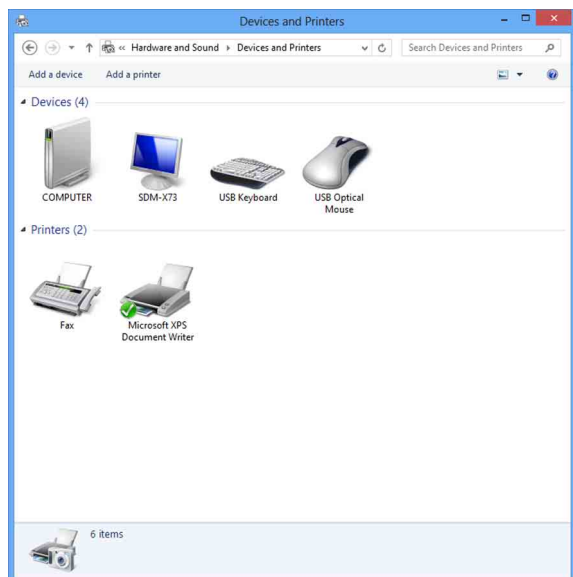 Devices and Printers
« Hardware and Sound Devices and Printers
Search Devices and Printers
Add a device Add a printer
Devices (4)
COMPUTER SDM-X73 USB Keyboard USB Optical
Mouse
Printers (2)
Fax Microsoft XPS
Document Writer
6 items